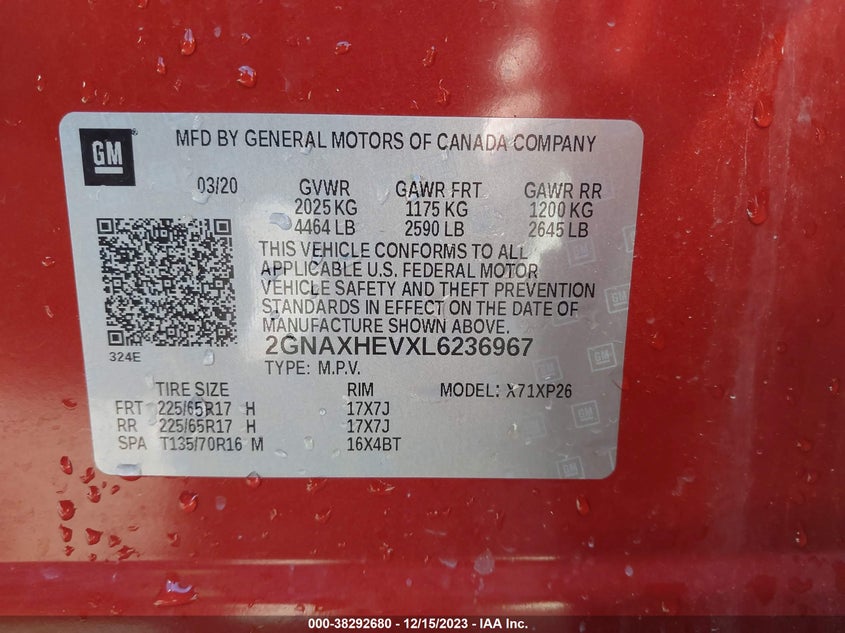 GM
MFD BY GENERAL MOTORS OF CANADA COMPANY
03/20 GVWR GAWR FRT GAWR RR
2025 KG 1175 KG 1200 KG
4464 LB 2590 LB 2645 LB
THIS VEHICLE CONFORMS TO ALL
APPLICABLE U.S. FEDERAL MOTOR
VEHICLE SAFETY AND THEFT PREVENTION
STANDARDS IN EFFECT ON THE DATE OF
MANUFACTURE SHOWN ABOVE.
324E
2GNAXHEVXL6236967
TYPE: M.P.V.
TIRE SIZE RIM MODEL: X71XP26
FRT 225/65R17 H 17X7J
RR 225/65R17 H 17X7J
SPA T135/70R16 M 16X4BT
000-38292680 - 12/15/2023 - IAA Inc.